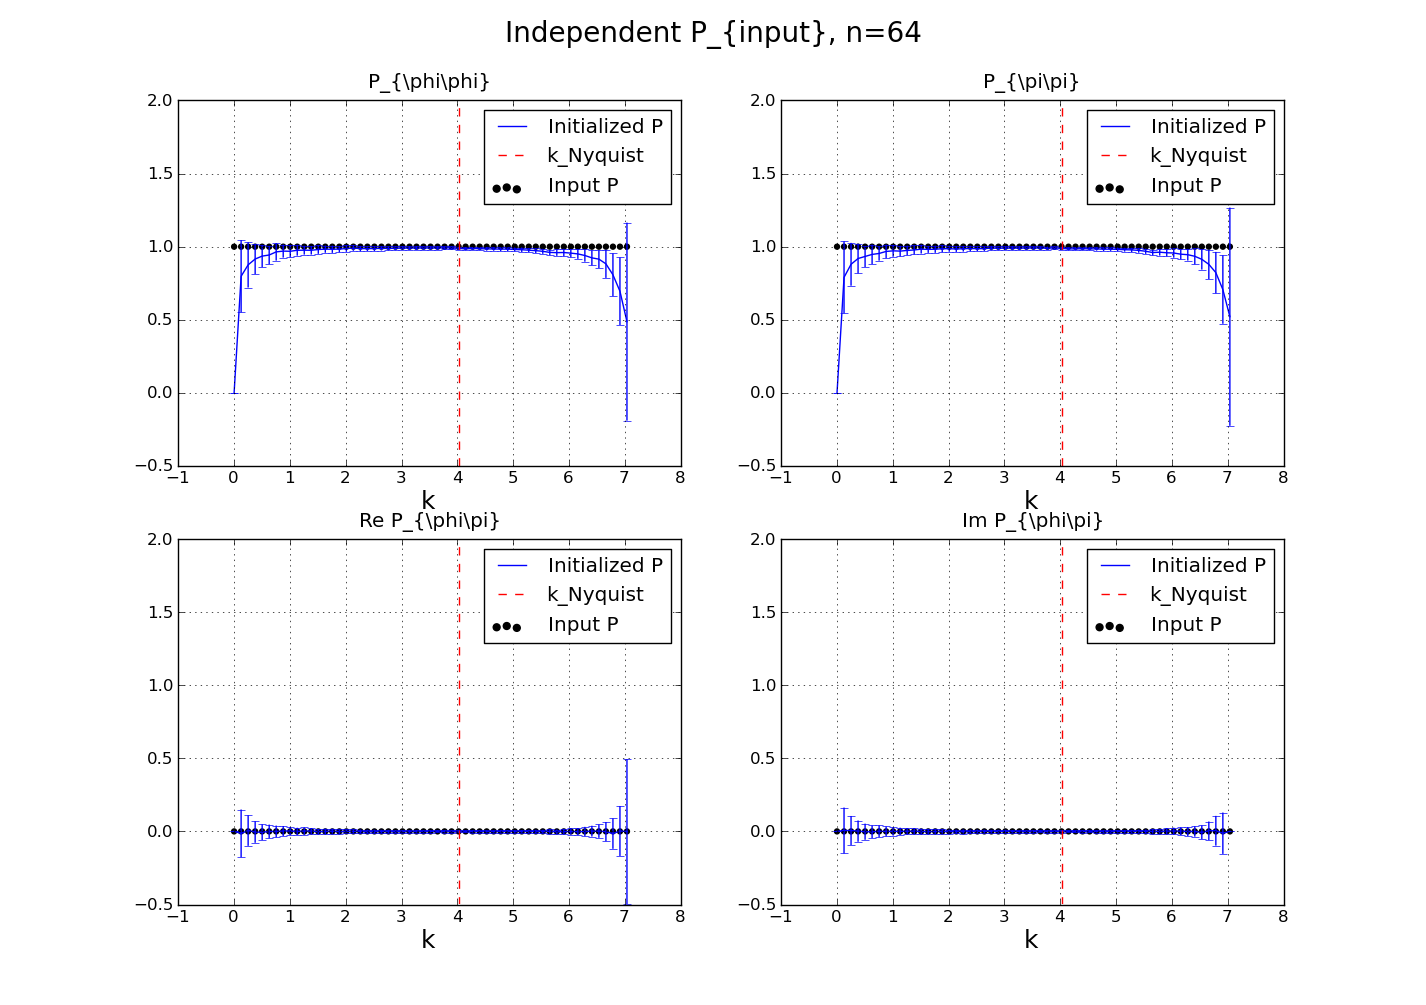 Independent P_{input}, n=64
P_{\phi\phi}
2.0
1.5
1.0
0.5
0.0
−0.5
Initialized P
k_Nyquist
Input P
−1 0 1 2 3 4 5 6 7 8
k
P_{\pi\pi}
2.0
1.5
1.0
0.5
0.0
−0.5
Initialized P
k_Nyquist
Input P
−1 0 1 2 3 4 5 6 7 8
k
Re P_{\phi\pi}
2.0
1.5
1.0
0.5
0.0
−0.5
Initialized P
k_Nyquist
Input P
−1 0 1 2 3 4 5 6 7 8
k
Im P_{\phi\pi}
2.0
1.5
1.0
0.5
0.0
−0.5
Initialized P
k_Nyquist
Input P
−1 0 1 2 3 4 5 6 7 8
k